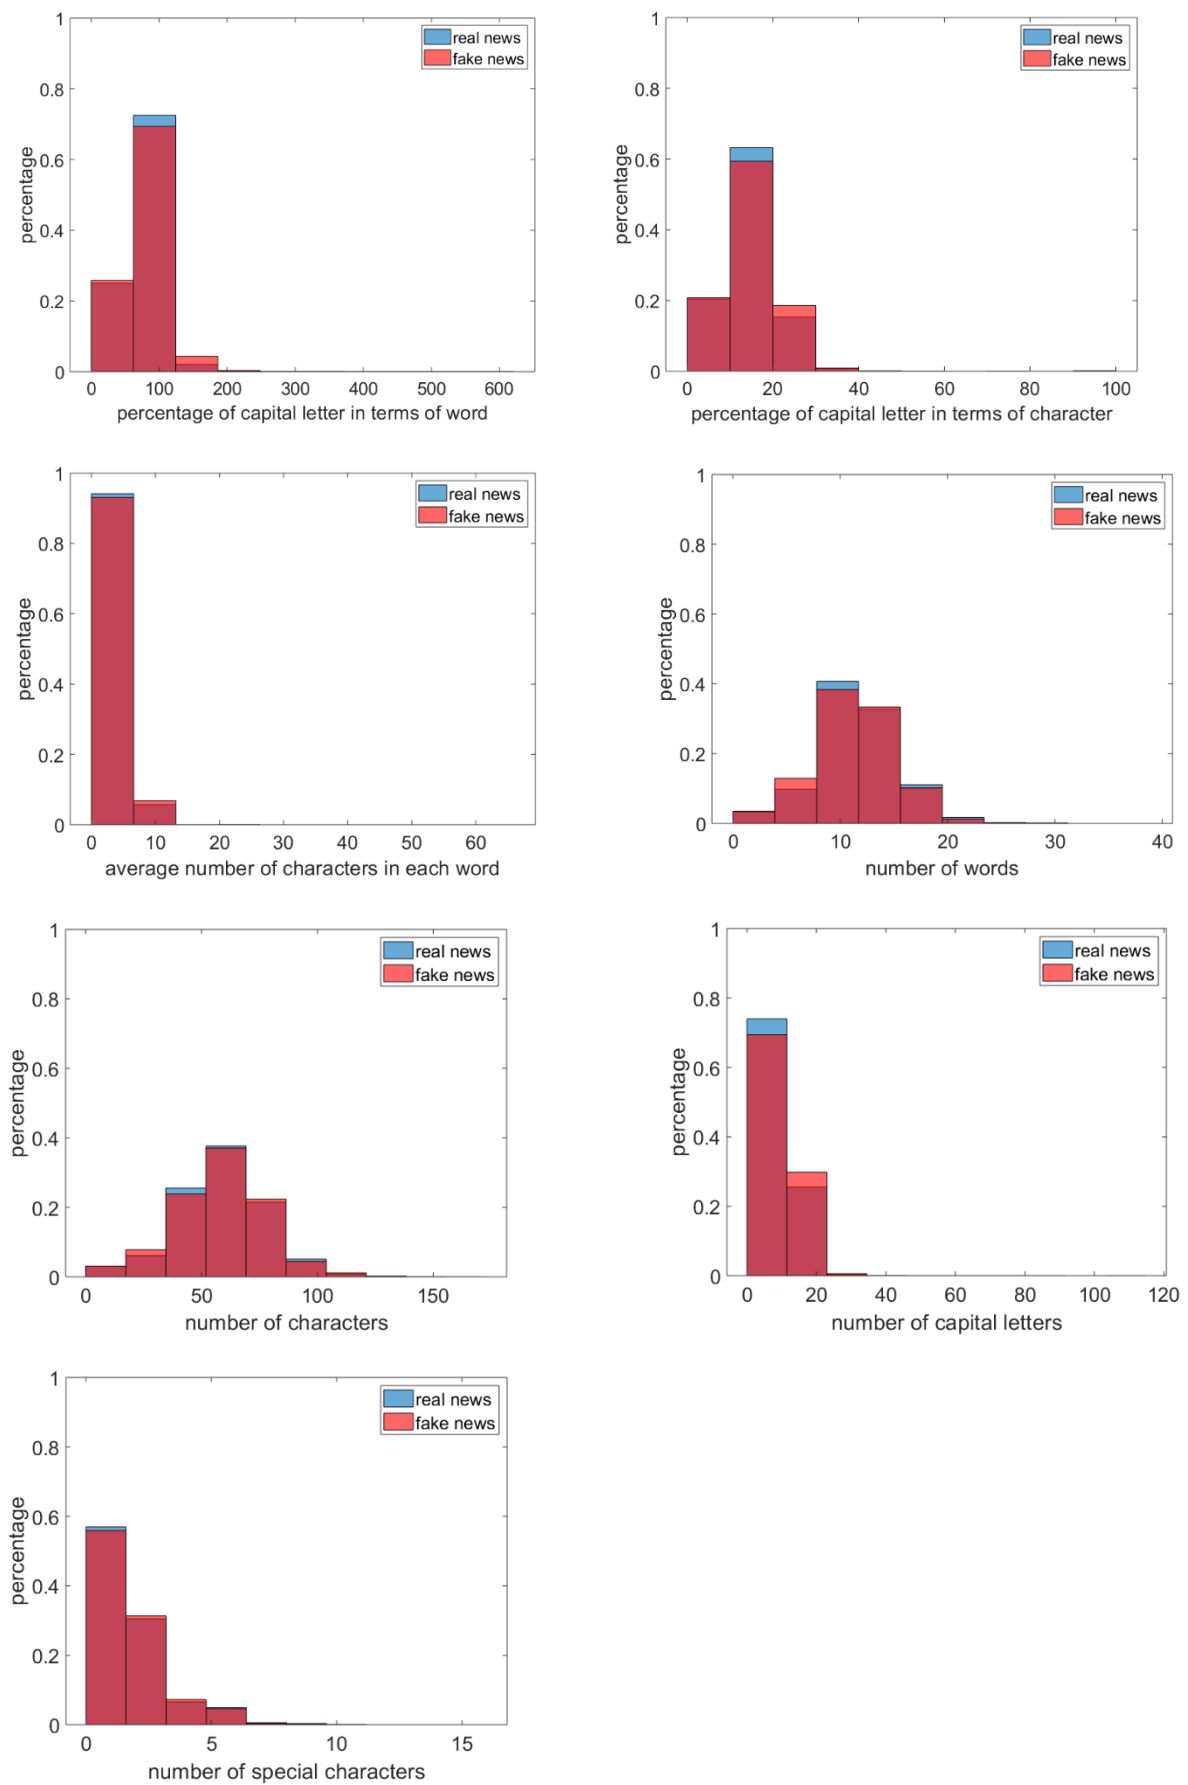 1
0.8
0.6
0.4
0.2
0
percentage
real news
fake news
0 100 200 300 400 500 600
percentage of capital letter in terms of word
1
0.8
0.6
0.4
0.2
0
percentage
real news
fake news
0 20 40 60 80 100
percentage of capital letter in terms of character
1
0.8
0.6
0.4
0.2
0
percentage
real news
fake news
0 10 20 30 40 50 60
average number of characters in each word
1
0.8
0.6
0.4
0.2
0
percentage
real news
fake news
0 10 20 30 40
number of words
1
0.8
0.6
0.4
0.2
0
percentage
real news
fake news
0 50 100 150
number of characters
1
0.8
0.6
0.4
0.2
0
percentage
real news
fake news
0 20 40 60 80 100 120
number of capital letters
1
0.8
0.6
0.4
0.2
0
percentage
real news
fake news
0 5 10 15
number of special characters